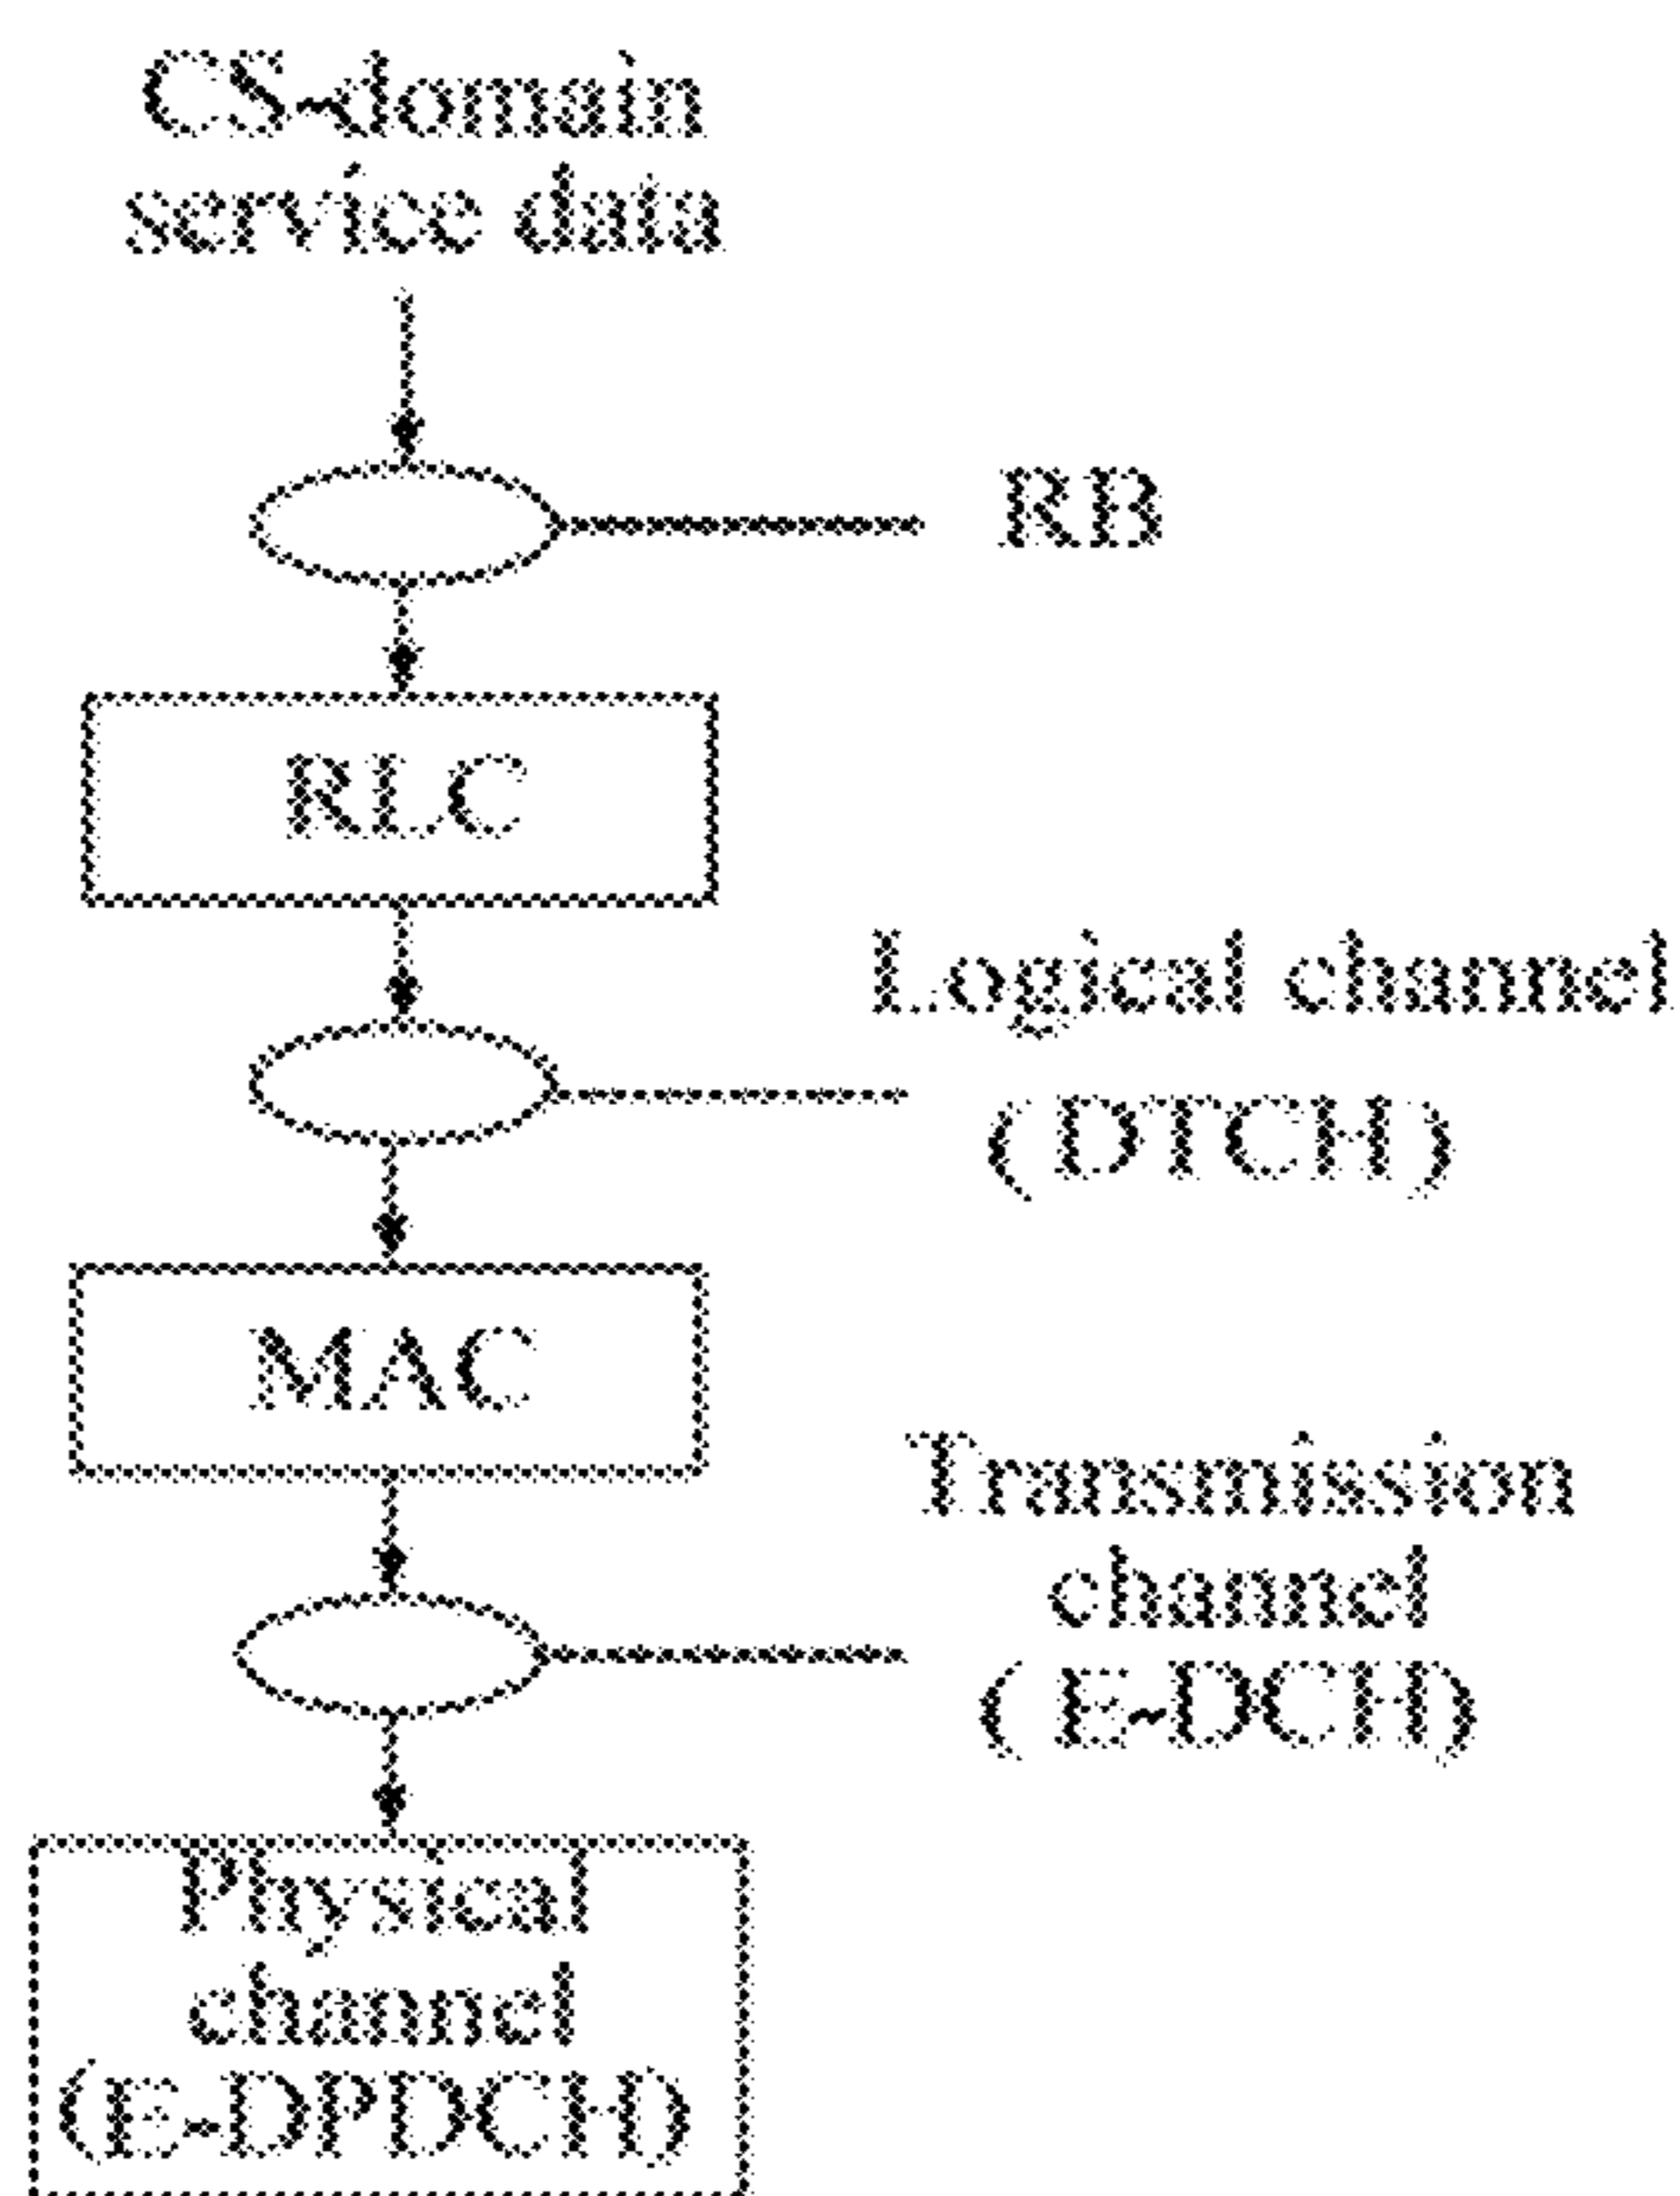 CS-domain
service data
RB
RLC
Logical channel
( DTCH )
MAC
Transmission
channel
( E-DCH)
Physical
channel
(E-DPDCH)